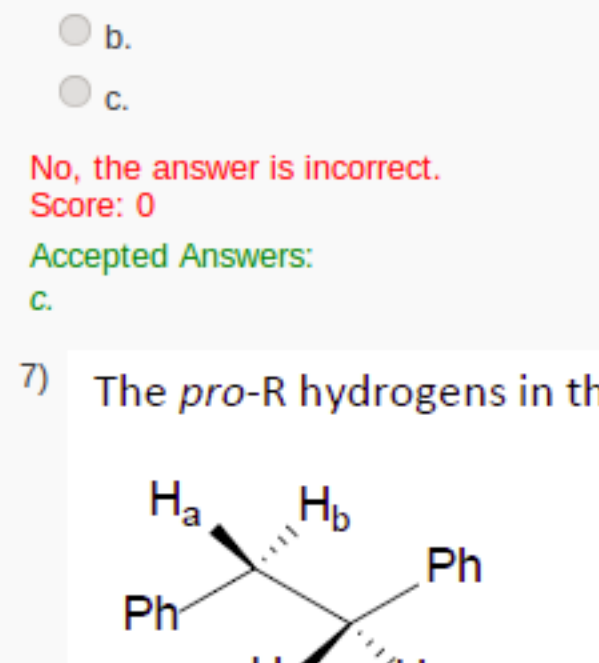 b.
c.
No, the answer is incorrect.
Score: 0
Accepted Answers:
c.
7) The pro-R hydrogens in th
Ha Hb
Ph
Ph